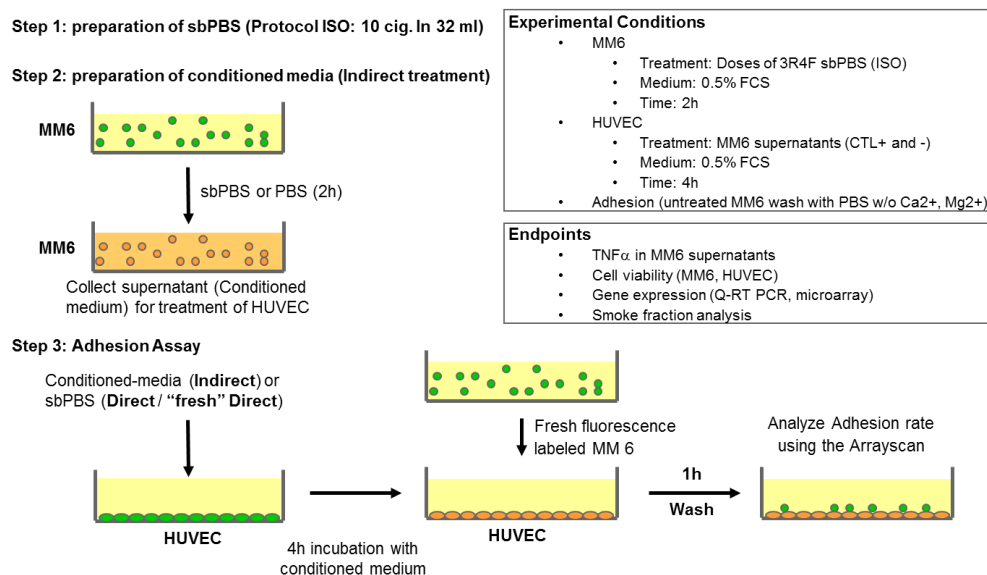 Step 1: preparation of sbPBS (Protocol ISO: 10 cig. In 32 ml)
Step 2: preparation of conditioned media (Indirect treatment)
MM6
sbPBS or PBS (2h)
MM6
Collect supernatant (Conditioned
medium) for treatment of HUVEC
Experimental Conditions
• MM6
• Treatment: Doses of 3R4F sbPBS (ISO)
• Medium: 0.5% FCS
• Time: 2h
• HUVEC
• Treatment: MM6 supernatants (CTL+ and -)
• Medium: 0.5% FCS
• Time: 4h
• Adhesion (untreated MM6 wash with PBS w/o Ca2+, Mg2+)
Endpoints
• TNFα in MM6 supernatants
• Cell viability (MM6, HUVEC)
• Gene expression (Q-RT PCR, microarray)
• Smoke fraction analysis
Step 3: Adhesion Assay
Conditioned-media (Indirect) or
sbPBS (Direct / “fresh” Direct)
HUVEC
4h incubation with
conditioned medium
Fresh fluorescence
labeled MM 6
HUVEC
1h
Wash
Analyze Adhesion rate
using the Arrayscan